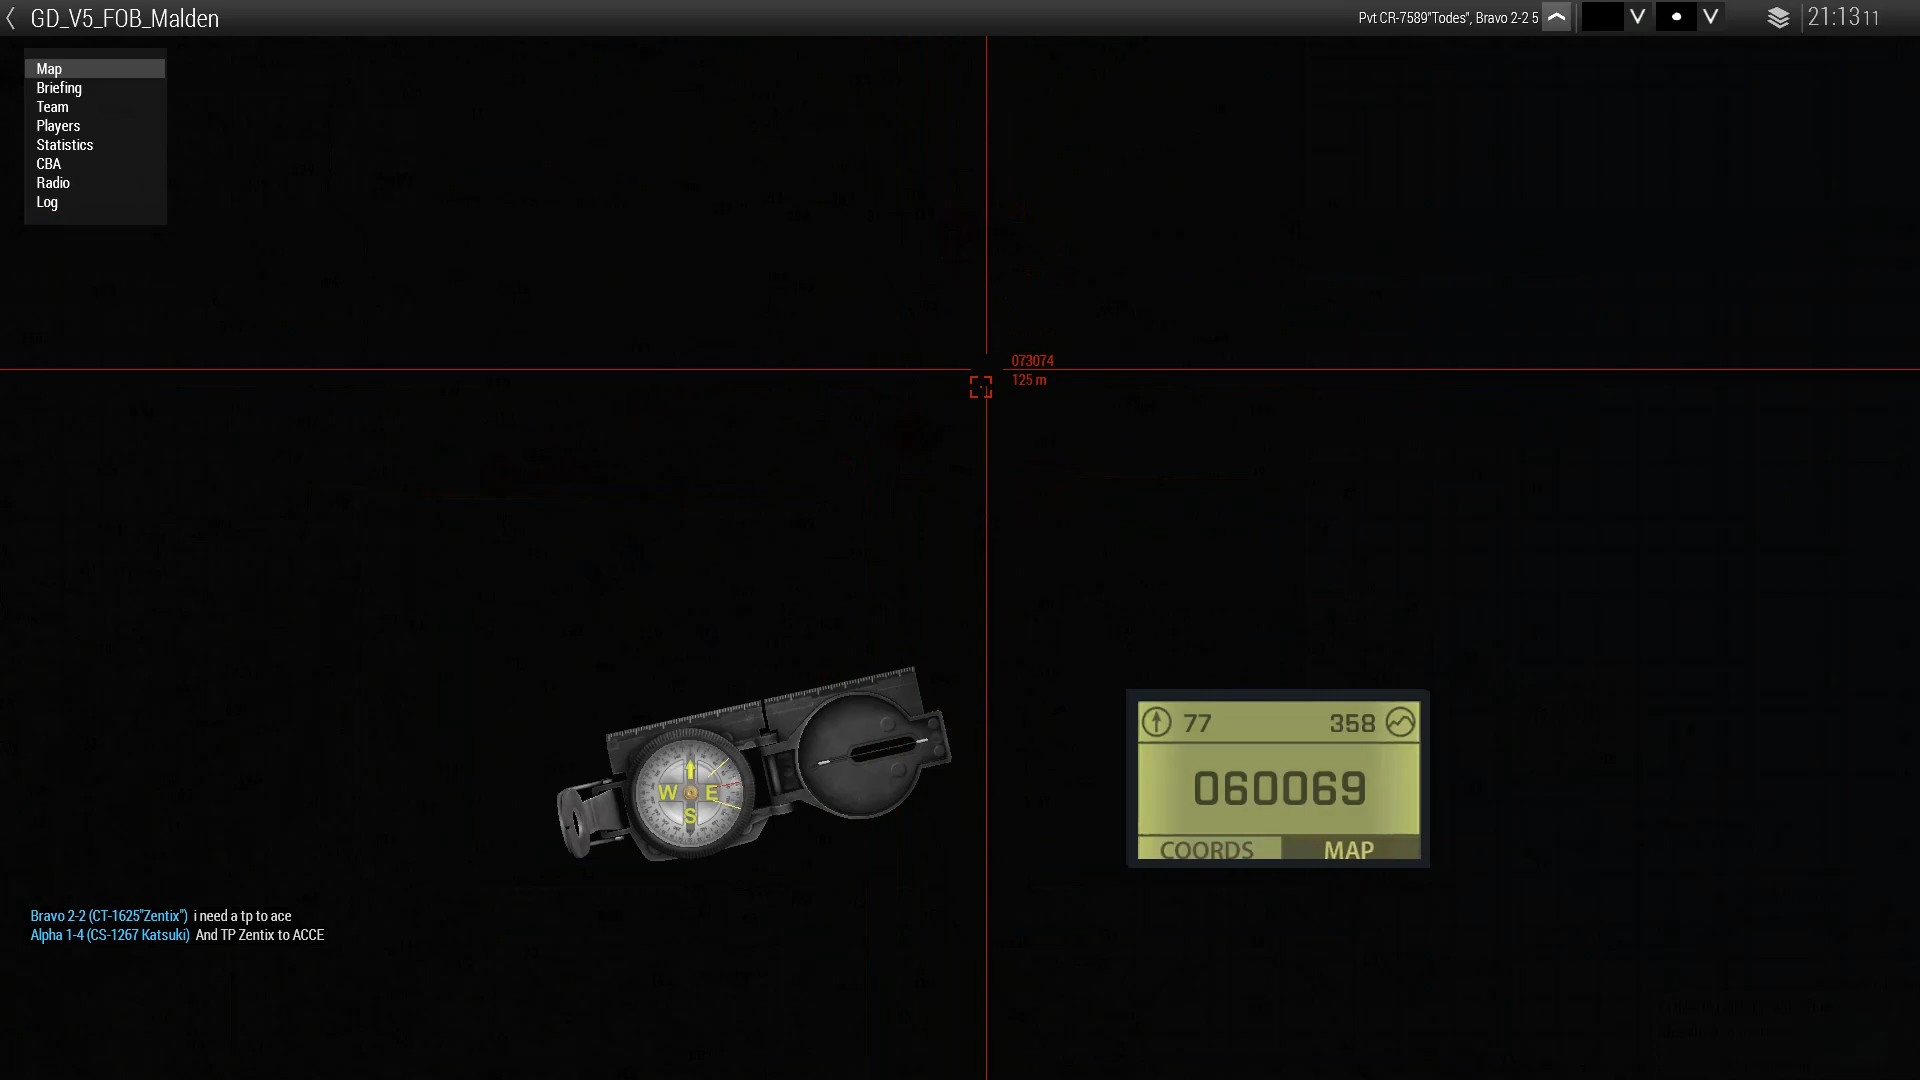 GD_V5_FOB_Malden
Pvt CR-7589"Todes", Bravo 2-2 5
21:13 11
Map
Briefing
Team
Players
Statistics
CBA
Radio
Log
073074
125 m
W E
S
77
358
060069
COORDS
MAP
Bravo 2-2 (CT-1625"Zentix") i need a tp to ace
Alpha 1-4 (CS-1267 Katsuki) And TP Zentix to ACCE